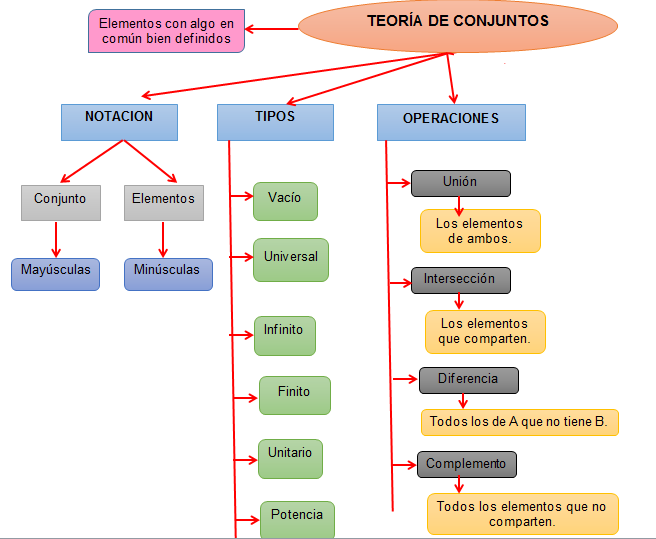 TEORÍA DE CONJUNTOS
Elementos con algo en
común bien definidos
NOTACION
TIPOS
OPERACIONES
Conjunto
Elementos
Mayúsculas
Minúsculas
Vacío
Universal
Infinito
Finito
Unitario
Potencia
Unión
Los elementos
de ambos.
Intersección
Los elementos
que comparten.
Diferencia
Todos los de A que no tiene B.
Complemento
Todos los elementos que no
comparten.